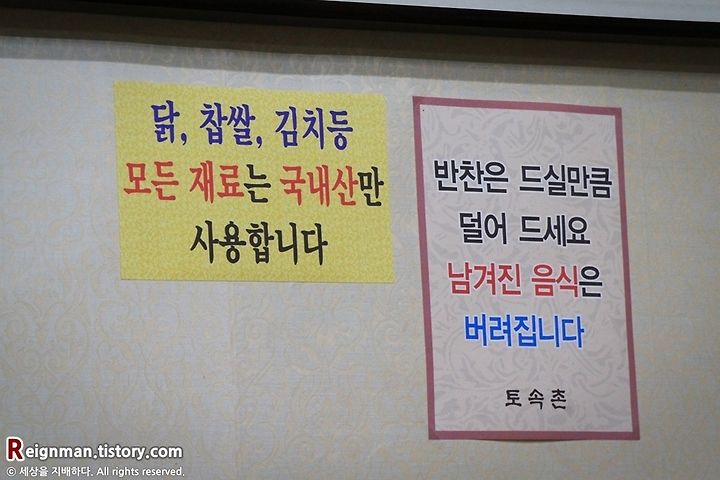 닭, 찹쌀, 김치등
모든 재료는 국내산만
사용합니다
반찬은 드실만큼
덜어 드세요
남겨진 음식은
버려집니다
토속촌
Reignman.tistory.com
© 세상을 지배하다. All rights reserved.